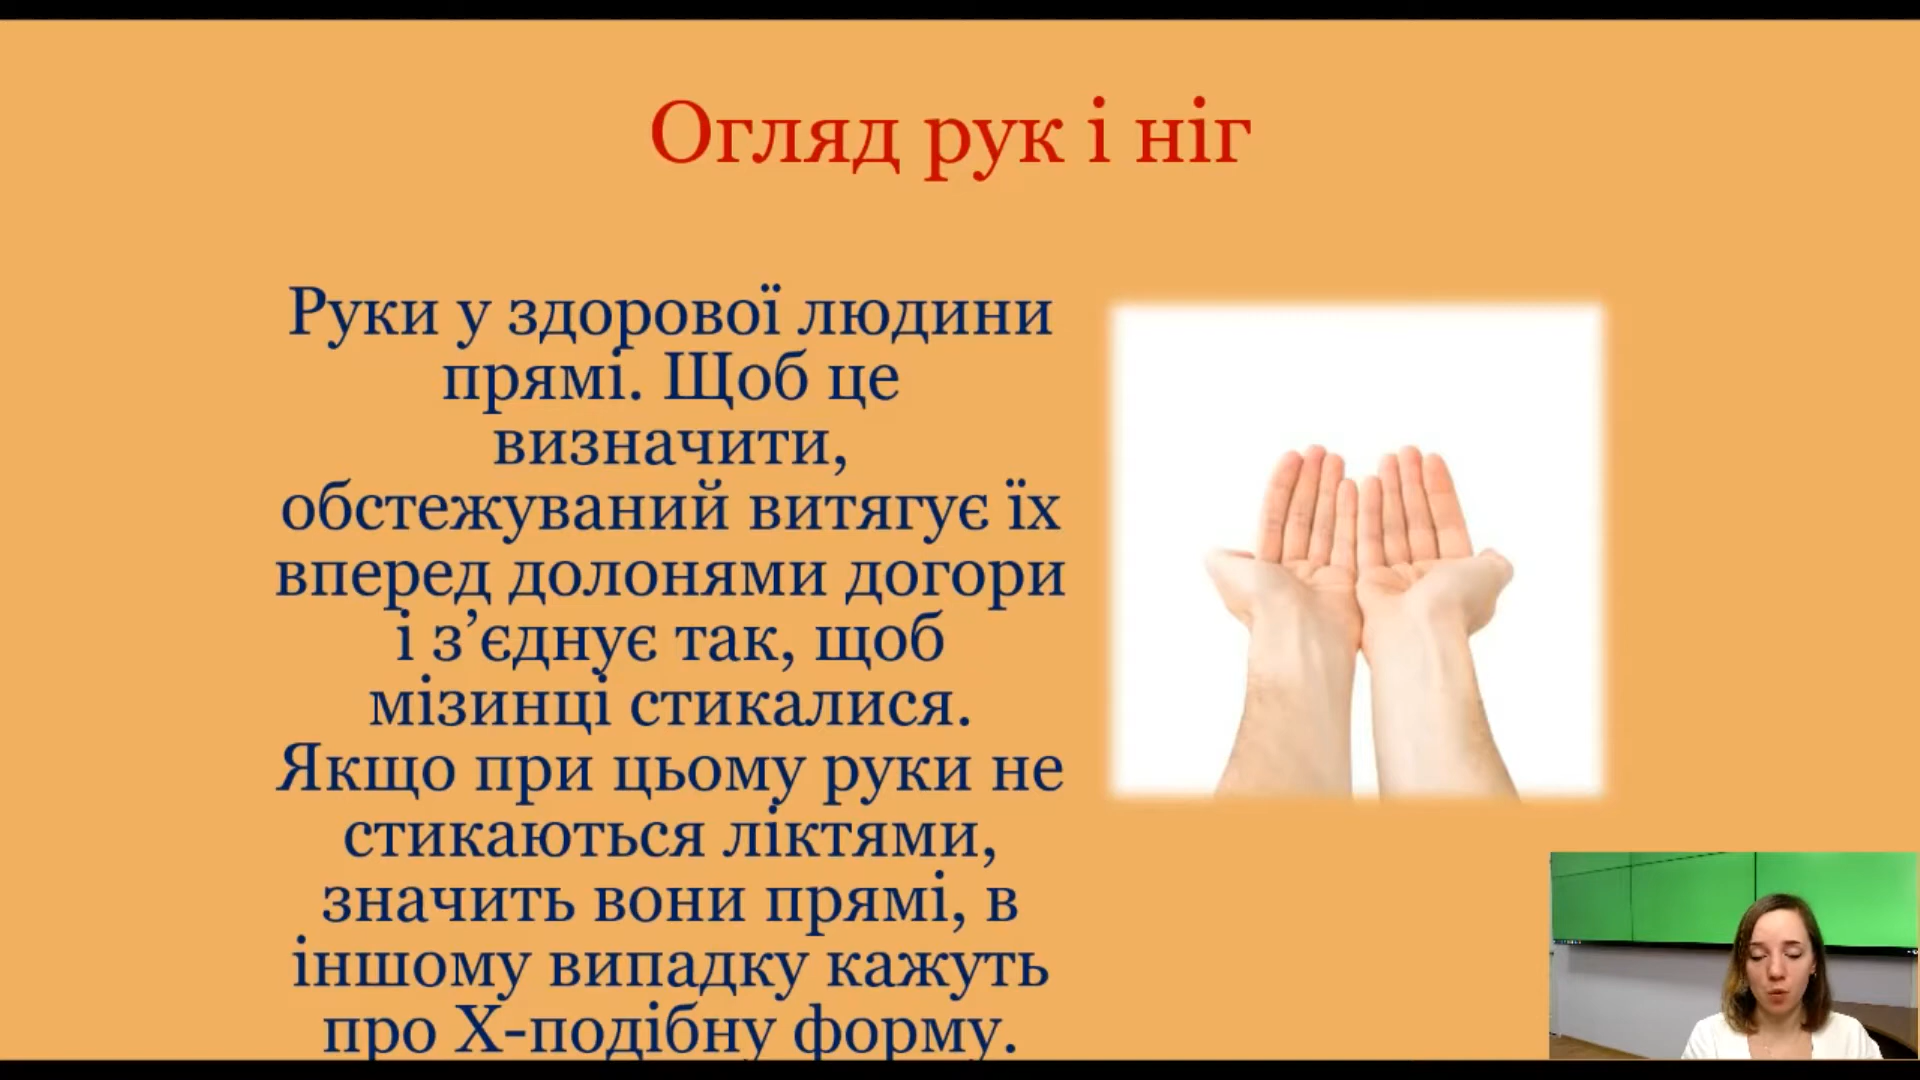 Огляд рук і ніг
Руки у здорової людини
прямі. Щоб це
визначити,
обстежуваний витягує їх
вперед долонями догори
і з’єднує так, щоб
мізинці стикалися.
Якщо при цьому руки не
стикаються ліктями,
значить вони прямі, в
іншому випадку кажуть
про Х-подібну форму.